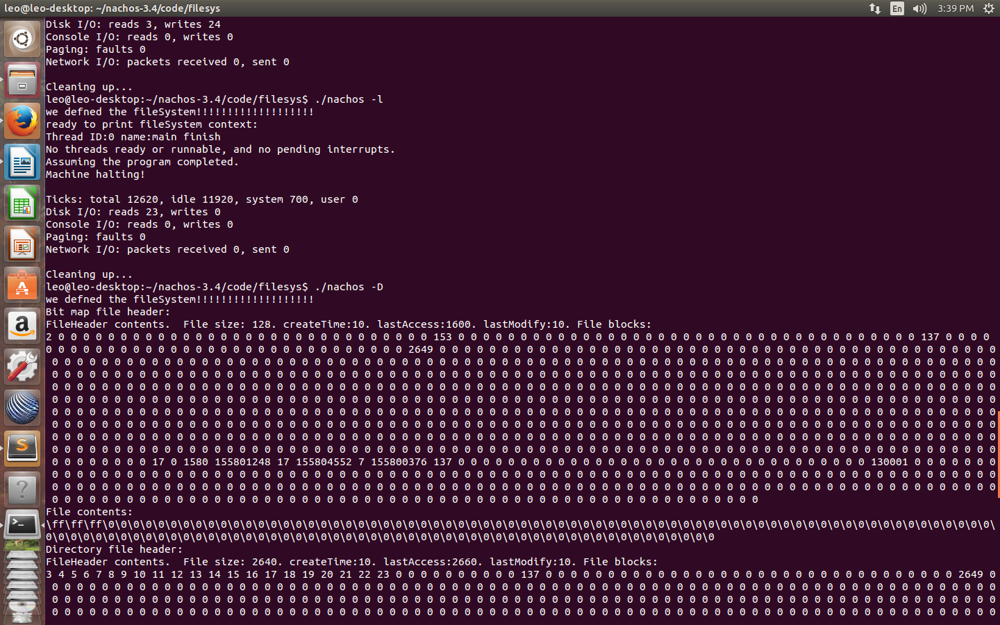 leo@leo-desktop: ~/nachos-3.4/code/filesys
En
3:39 PM
Disk I/O: reads 3, writes 24
Console I/O: reads 0, writes 0
Paging: faults 0
Network I/O: packets received 0, sent 0
Cleaning up...
leo@leo-desktop:~/nachos-3.4/code/filesys$ ./nachos -l
we defned the fileSystem!!!!!!!!!!!!!!!!!!!
ready to print fileSystem context:
Thread ID:0 name:main finish
No threads ready or runnable, and no pending interrupts.
Assuming the program completed.
Machine halting!
Ticks: total 12620, idle 11920, system 700, user 0
Disk I/O: reads 23, writes 0
Console I/O: reads 0, writes 0
Paging: faults 0
Network I/O: packets received 0, sent 0
Cleaning up...
leo@leo-desktop:~/nachos-3.4/code/filesys$ ./nachos -D
we defned the fileSystem!!!!!!!!!!!!!!!!!!!
Bit map file header:
FileHeader contents.  File size: 128. createTime:10. lastAccess:1600. lastModify:10. File blocks:
2 0 0 0 0 0 0 0 0 0 0 0 0 0 0 0 0 0 0 0 0 0 0 0 0 0 0 0 0 0 0 153 0 0 0 0 0 0 0 0 0 0 0 0 0 0 0 0 0 0 0 0 0 0 0 0 0 0 0 0 0 0 0 0 0 0 0 0 0 137 0 0 0 0
0 0 0 0 0 0 0 0 0 0 0 0 0 0 0 0 0 0 0 0 0 0 0 0 0 0 0 0 0 2649 0 0 0 0 0 0 0 0 0 0 0 0 0 0 0 0 0 0 0 0 0 0 0 0 0 0 0 0 0 0 0 0 0 0 0 0 0 0 0 0 0 0 0 0 0
0 0 0 0 0 0 0 0 0 0 0 0 0 0 0 0 0 0 0 0 0 0 0 0 0 0 0 0 0 0 0 0 0 0 0 0 0 0 0 0 0 0 0 0 0 0 0 0 0 0 0 0 0 0 0 0 0 0 0 0 0 0 0 0 0 0 0 0 0 0 0 0 0 0 0 0
0 0 0 0 0 0 0 0 0 0 0 0 0 0 0 0 0 0 0 0 0 0 0 0 0 0 0 0 0 0 0 0 0 0 0 0 0 0 0 0 0 0 0 0 0 0 0 0 0 0 0 0 0 0 0 0 0 0 0 0 0 0 0 0 0 0 0 0 0 0 0 0 0 0 0 0
0 0 0 0 0 0 0 0 0 0 0 0 0 0 0 0 0 0 0 0 0 0 0 0 0 0 0 0 0 0 0 0 0 0 0 0 0 0 0 0 0 0 0 0 0 0 0 0 0 0 0 0 0 0 0 0 0 0 0 0 0 0 0 0 0 0 0 0 0 0 0 0 0 0 0 0
0 0 0 0 0 0 0 0 0 0 0 0 0 0 0 0 0 0 0 0 0 0 0 0 0 0 0 0 0 0 0 0 0 0 0 0 0 0 0 0 0 0 0 0 0 0 0 0 0 0 0 0 0 0 0 0 0 0 0 0 0 0 0 0 0 0 0 0 0 0 0 0 0 0 0 0
0 0 0 0 0 0 0 0 0 0 0 0 0 0 0 0 0 0 0 0 0 0 0 0 0 0 0 0 0 0 0 0 0 0 0 0 0 0 0 0 0 0 0 0 0 0 0 0 0 0 0 0 0 0 0 0 0 0 0 0 0 0 0 0 0 0 0 0 0 0 0 0 0 0 0 0
0 0 0 0 0 0 0 0 0 0 0 0 0 0 0 0 0 0 0 0 0 0 0 0 0 0 0 0 0 0 0 0 0 0 0 0 0 0 0 0 0 0 0 0 0 0 0 0 0 0 0 0 0 0 0 0 0 0 0 0 0 0 0 0 0 0 0 0 0 0 0 0 0 0 0 0
0 0 0 0 0 0 0 0 0 0 0 0 0 0 0 0 0 0 0 0 0 0 0 0 0 0 0 0 0 0 0 0 0 0 0 0 0 0 0 0 0 0 0 0 0 0 0 0 0 0 0 0 0 0 0 0 0 0 0 0 0 0 0 0 0 0 0 0 0 0 0 0 0 0 0 0
0 0 0 0 0 0 0 0 0 0 0 0 0 0 0 0 0 0 0 0 0 0 0 0 0 0 0 0 0 0 0 0 0 0 0 0 0 0 0 0 0 0 0 0 0 0 0 0 0 0 0 0 0 0 0 0 0 0 0 0 0 0 0 0 0 0 0 0 0 0 0 0 0 0 0 0
0 0 0 0 0 0 0 0 17 0 1580 155801248 17 155804552 7 155800376 137 0 0 0 0 0 0 0 0 0 0 0 0 0 0 0 0 0 0 0 0 0 0 0 0 0 0 0 0 0 0 0 0 0 130001 0 0 0 0 0 0 0
0 0 0 0 0 0 0 0 0 0 0 0 0 0 0 0 0 0 0 0 0 0 0 0 0 0 0 0 0 0 0 0 0 0 0 0 0 0 0 0 0 0 0 0 0 0 0 0 0 0 0 0 0 0 0 0 0 0 0 0 0 0 0 0 0 0 0 0 0 0 0 0 0 0 0 0
0 0 0 0 0 0 0 0 0 0 0 0 0 0 0 0 0 0 0 0 0 0 0 0 0 0 0 0 0 0 0 0 0 0 0 0 0 0 0 0 0 0 0 0 0 0 0 0 0 0 0 0 0 0 0 0 0 0 0 0 0 0 0 0 0 0 0 0 0 0 0 0 0 0 0 0
0 0 0 0 0 0 0 0 0 0 0 0 0 0 0 0 0 0 0 0 0 0 0 0 0 0 0 0 0 0 0 0 0 0 0 0 0 0 0 0 0 0 0 0 0 0 0 0 0 0 0 0 0 0 0 0 0
File contents:
\ff\ff\ff\0\0\0\0\0\0\0\0\0\0\0\0\0\0\0\0\0\0\0\0\0\0\0\0\0\0\0\0\0\0\0\0\0\0\0\0\0\0\0\0\0\0\0\0\0\0\0\0\0\0\0\0\0\0\0\0\0\0\0\0\0\0\0\0\0\0\0\0\0\0\0\
0\0\0\0\0\0\0\0\0\0\0\0\0\0\0\0\0\0\0\0\0\0\0\0\0\0\0\0\0\0\0\0\0\0\0\0\0\0\0\0\0\0\0\0\0\0\0\0\0\0\0\0\0\0
Directory file header:
FileHeader contents.  File size: 2640. createTime:10. lastAccess:2660. lastModify:10. File blocks:
3 4 5 6 7 8 9 10 11 12 13 14 15 16 17 18 19 20 21 22 23 0 0 0 0 0 0 0 0 0 0 137 0 0 0 0 0 0 0 0 0 0 0 0 0 0 0 0 0 0 0 0 0 0 0 0 0 0 0 0 0 0 0 0 0 2649 0
0 0 0 0 0 0 0 0 0 0 0 0 0 0 0 0 0 0 0 0 0 0 0 0 0 0 0 0 0 0 0 0 0 0 0 0 0 0 0 0 0 0 0 0 0 0 0 0 0 0 0 0 0 0 0 0 0 0 0 0 0 0 0 0 0 0 0 0 0 0 0 0 0 0 0 0
0 0 0 0 0 0 0 0 0 0 0 0 0 0 0 0 0 0 0 0 0 0 0 0 0 0 0 0 0 0 0 0 0 0 0 0 0 0 0 0 0 0 0 0 0 0 0 0 0 0 0 0 0 0 0 0 0 0 0 0 0 0 0 0 0 0 0 0 0 0 0 0 0 0 0 0
0 0 0 0 0 0 0 0 0 0 0 0 0 0 0 0 0 0 0 0 0 0 0 0 0 0 0 0 0 0 0 0 0 0 0 0 0 0 0 0 0 0 0 0 0 0 0 0 0 0 0 0 0 0 0 0 0 0 0 0 0 0 0 0 0 0 0 0 0 0 0 0 0 0 0 0